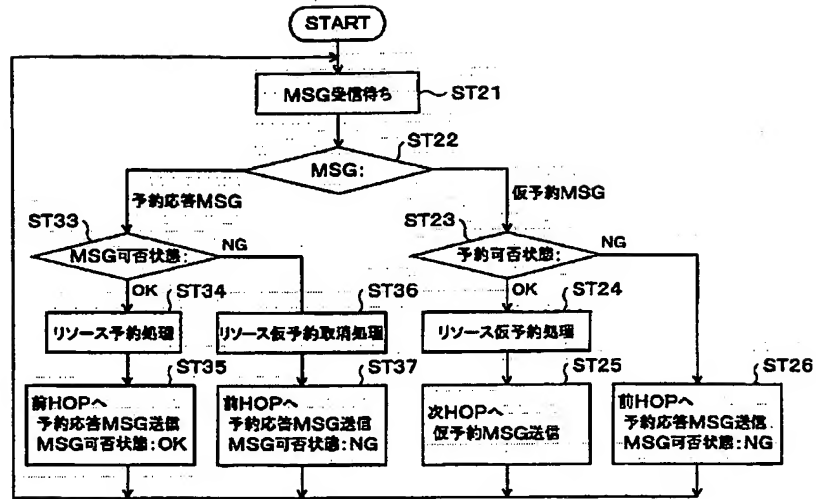 START
MSG受信待ち
ST21
ST22
MSG:
予約応答MSG
仮予約MSG
ST33
MSG可否状態:
NG
OK
ST23
予約可否状態:
NG
OK
ST34
リソース予約処理
ST36
リソース仮予約取消処理
ST24
リソース仮予約処理
ST35
前HOPへ
予約応答MSG送信
MSG可否状態:OK
ST37
前HOPへ
予約応答MSG送信
MSG可否状態:NG
ST25
次HOPへ
仮予約MSG送信
ST26
前HOPへ
予約応答MSG送信
MSG可否状態:NG